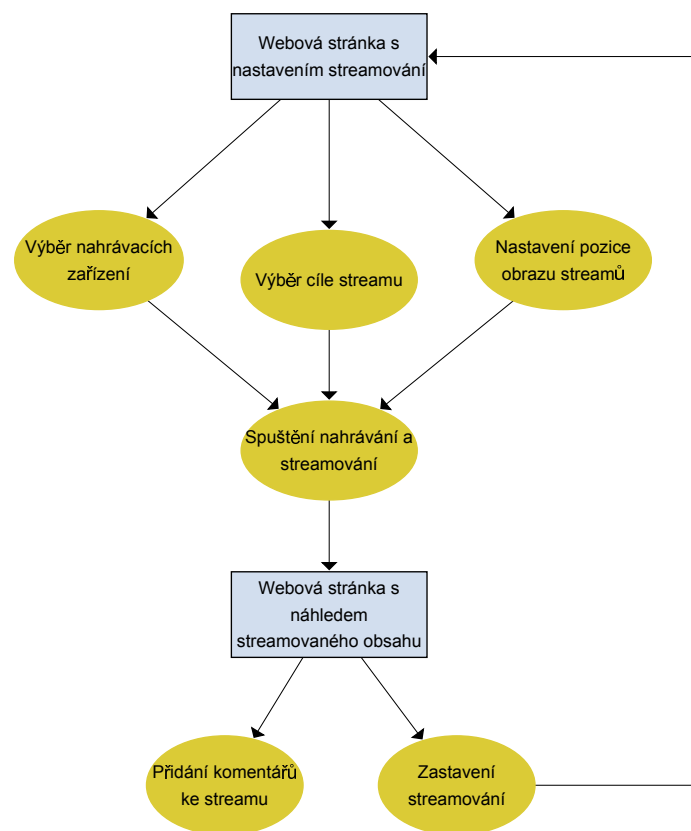 Webová stránka s
nastavením streamování
Výběr nahrávacích
zařízení
Výběr cíle streamu
Nastavení pozice
obrazu streamů
Spuštění nahrávání a
streamování
Webová stránka s
náhledem
streamovaného obsahu
Přidání komentářů
ke streamu
Zastavení
streamování